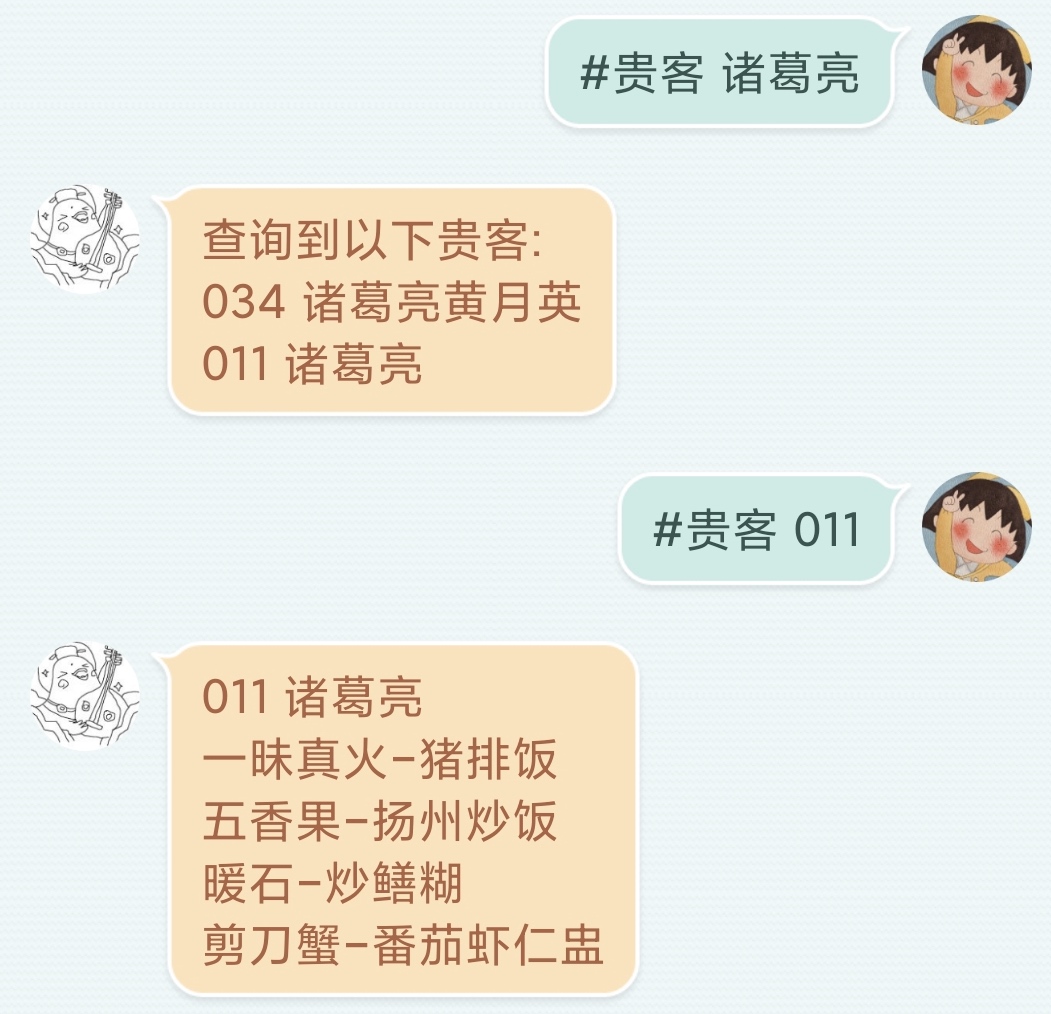 #贵客 诸葛亮
查询到以下贵客:
034 诸葛亮黄月英
011 诸葛亮
#贵客 011
011 诸葛亮
一昧真火-猪排饭
五香果-扬州炒饭
暖石-炒鳝糊
剪刀蟹-番茄虾仁盅